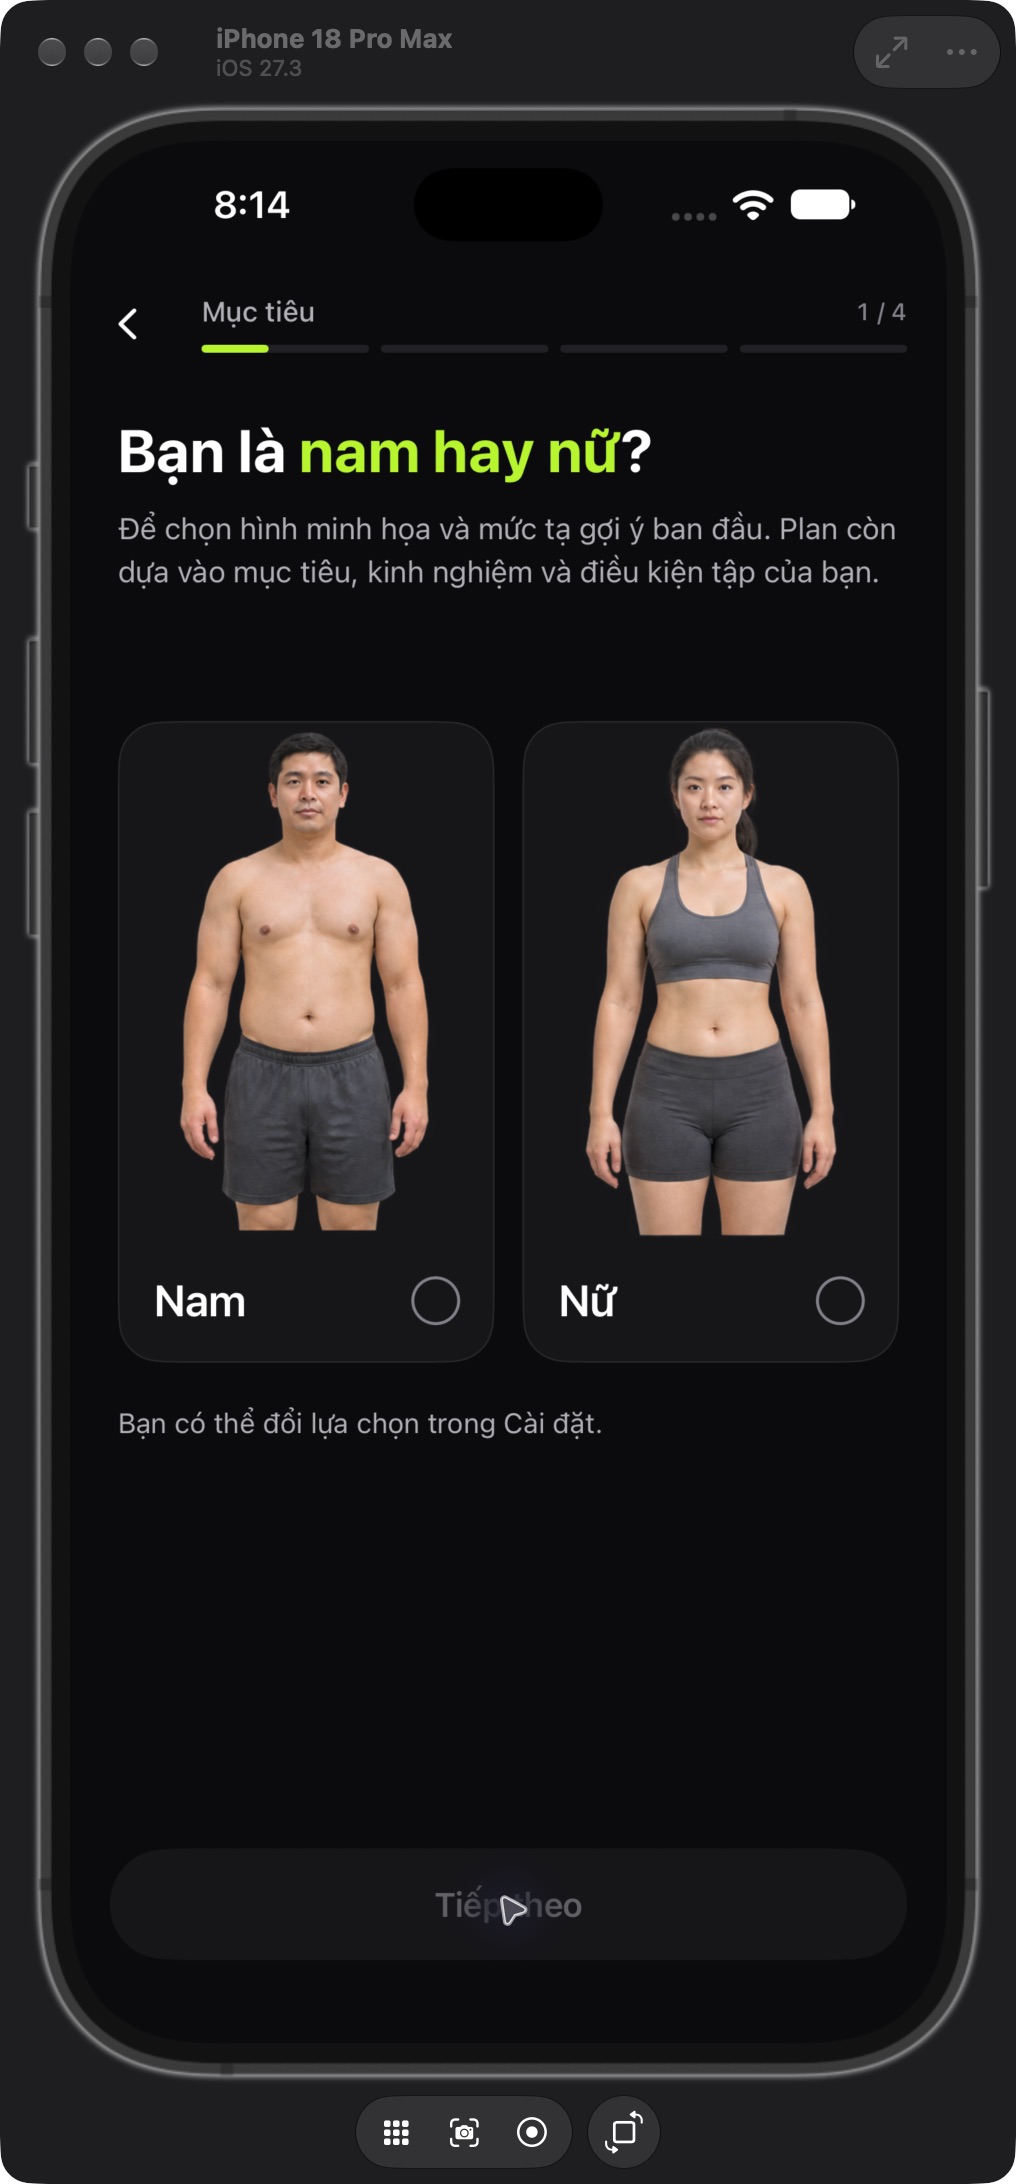 iPhone 18 Pro Max
iOS 27.3
8:14
Mục tiêu
1 / 4
Bạn là nam hay nữ?
Để chọn hình minh họa và mức tạ gợi ý ban đầu. Plan còn
dựa vào mục tiêu, kinh nghiệm và điều kiện tập của bạn.
Nam
Nữ
Bạn có thể đổi lựa chọn trong Cài đặt.
Tiếp theo